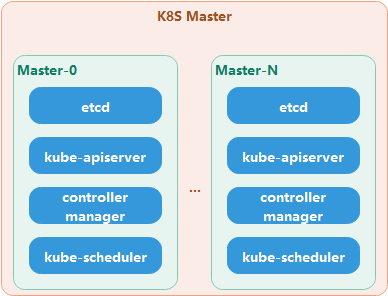 K8S Master
Master-0
etcd
kube-apiserver
controller
manager
kube-scheduler
...
Master-N
etcd
kube-apiserver
controller
manager
kube-scheduler